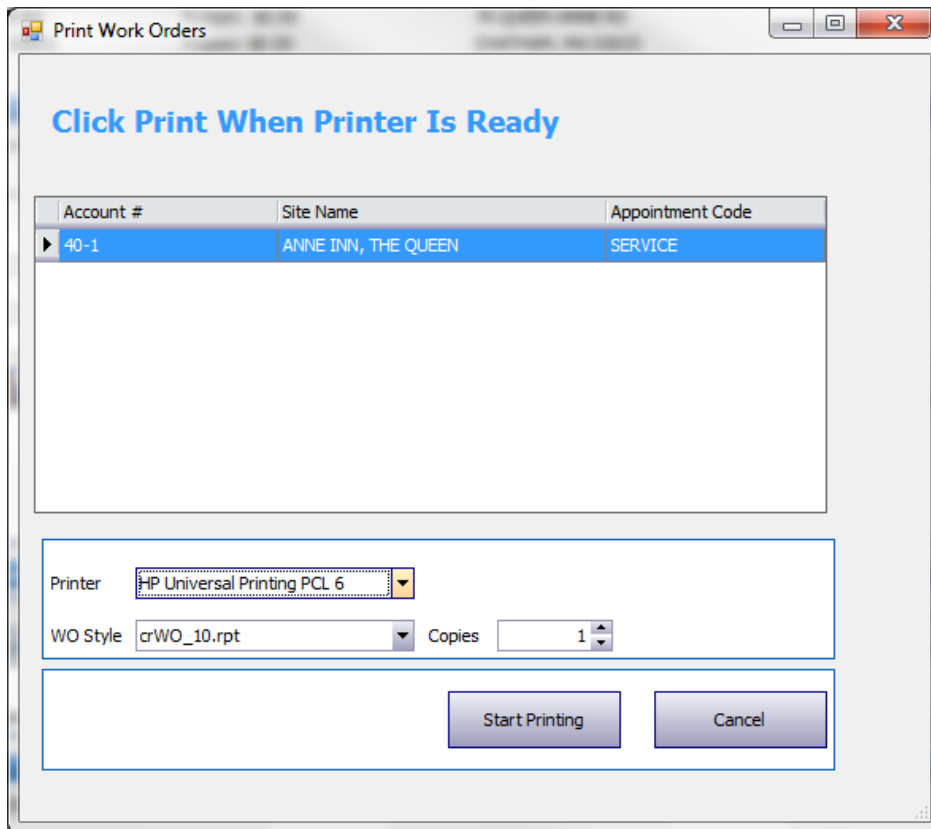 Print Work Orders
Click Print When Printer Is Ready
Account # Site Name Appointment Code
40-1 ANNE INN, THE QUEEN SERVICE
Printer HP Universal Printing PCL 6
WO Style crWO_10.rpt Copies 1
Start Printing Cancel